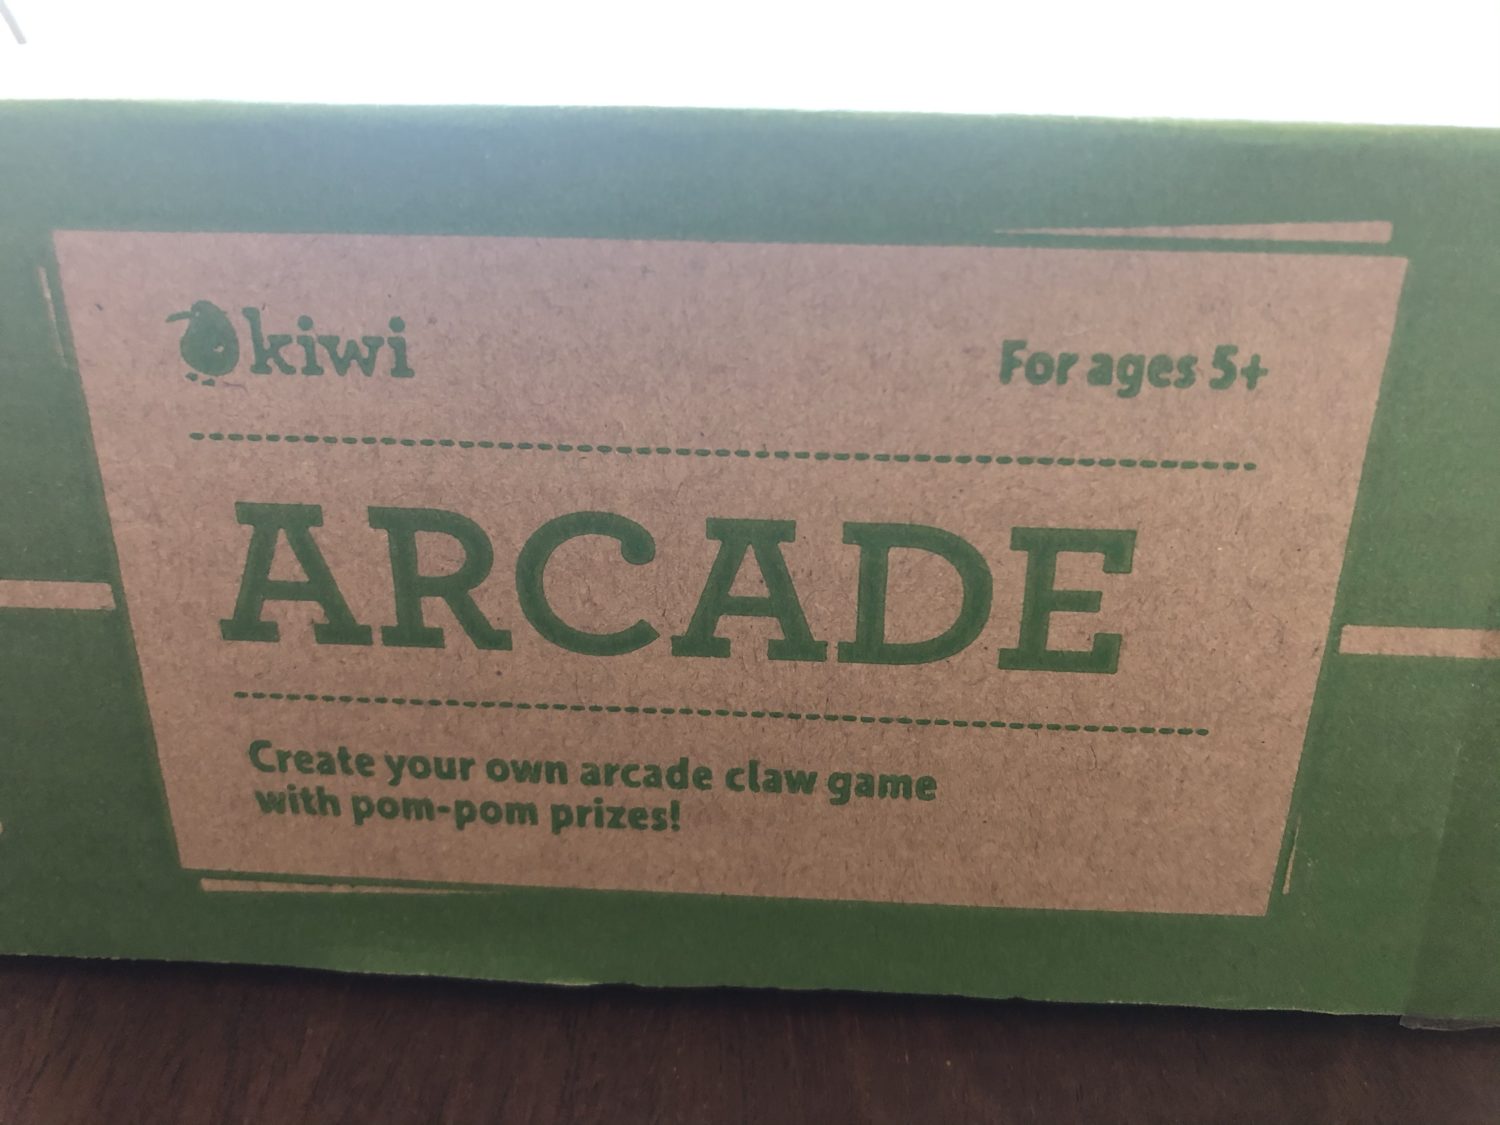 kiwi
For ages 5+
ARCADE
Create your own arcade claw game
with pom-pom prizes!